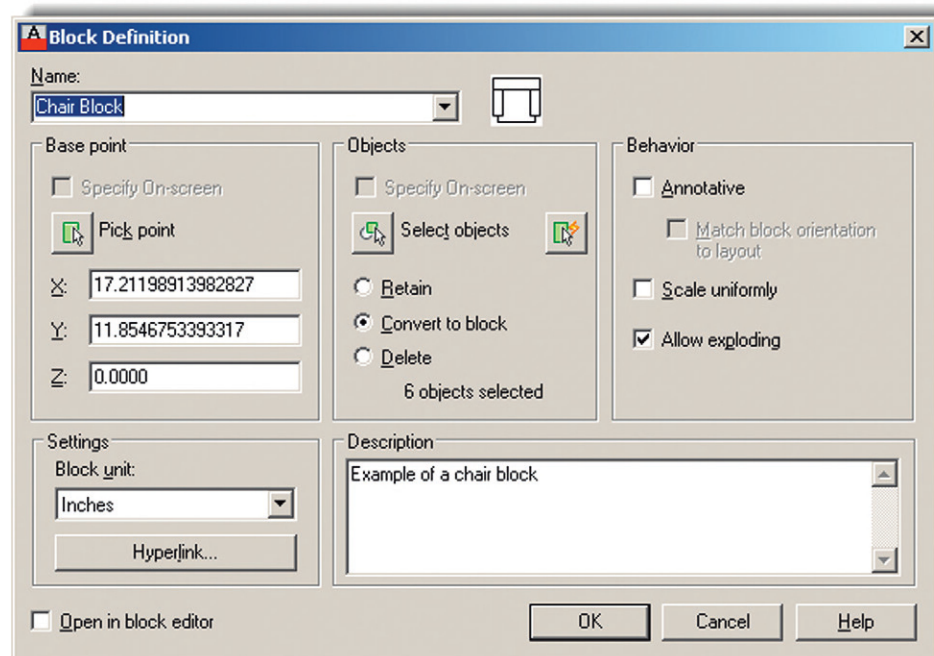 Block Definition
Name:
Chair Block
Base point
Specify On-screen
Pick point
X: 17.21198913982827
Y: 11.8546753393317
Z: 0.0000
Objects
Specify On-screen
Select objects
Retain
Convert to block
Delete
6 objects selected
Behavior
Annotative
Match block orientation
to layout
Scale uniformly
Allow exploding
Settings
Block unit:
Inches
Hyperlink...
Description
Example of a chair block
Open in block editor
OK
Cancel
Help